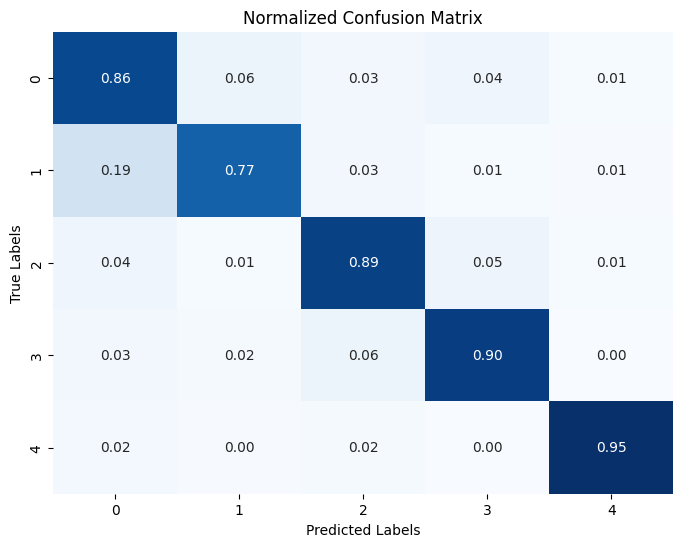 Normalized Confusion Matrix
True Labels
0 0.86 0.06 0.03 0.04 0.01
1 0.19 0.77 0.03 0.01 0.01
2 0.04 0.01 0.89 0.05 0.01
3 0.03 0.02 0.06 0.90 0.00
4 0.02 0.00 0.02 0.00 0.95
0 1 2 3 4
Predicted Labels